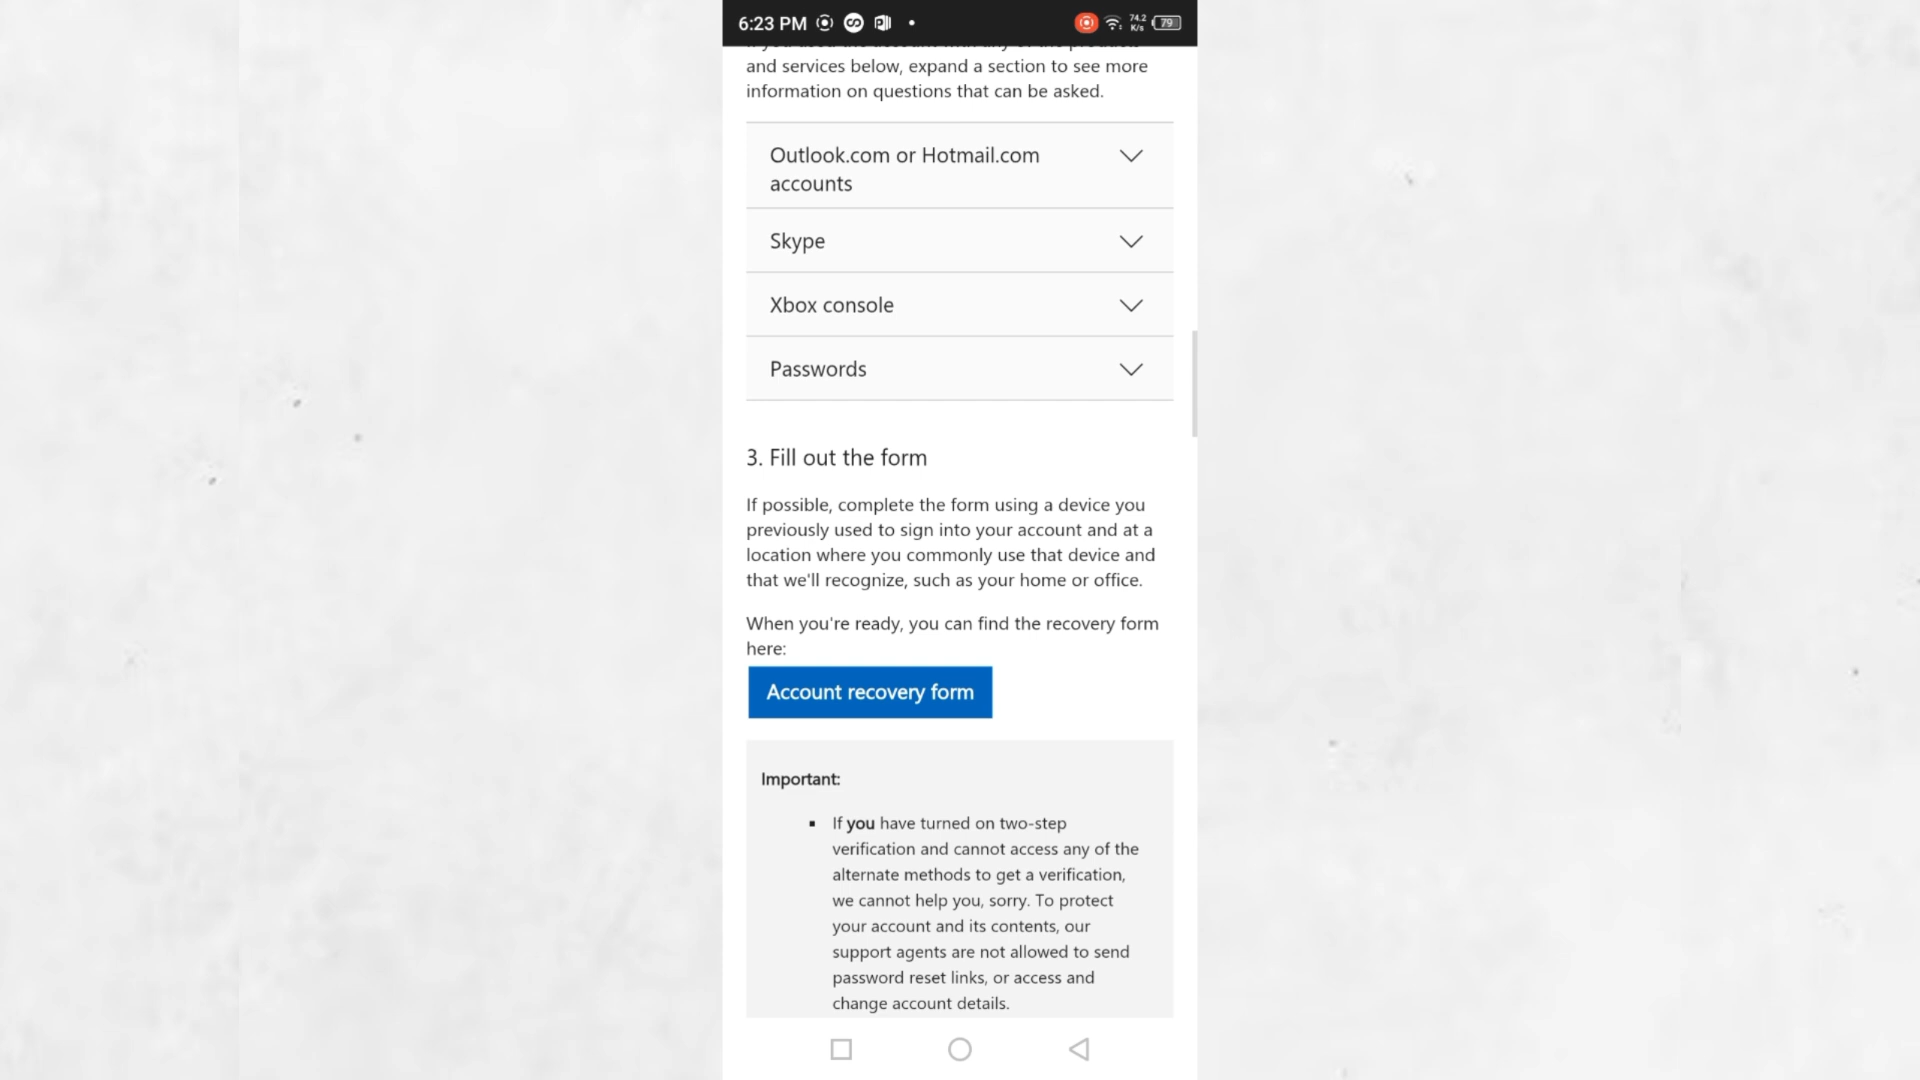 6:23 PM
74.2
K/s
79
and services below, expand a section to see more
information on questions that can be asked.
Outlook.com or Hotmail.com
accounts
Skype
Xbox console
Passwords
3. Fill out the form
If possible, complete the form using a device you
previously used to sign into your account and at a
location where you commonly use that device and
that we'll recognize, such as your home or office.
When you're ready, you can find the recovery form
here:
Account recovery form
Important:
▪ If you have turned on two-step
verification and cannot access any of the
alternate methods to get a verification,
we cannot help you, sorry. To protect
your account and its contents, our
support agents are not allowed to send
password reset links, or access and
change account details.